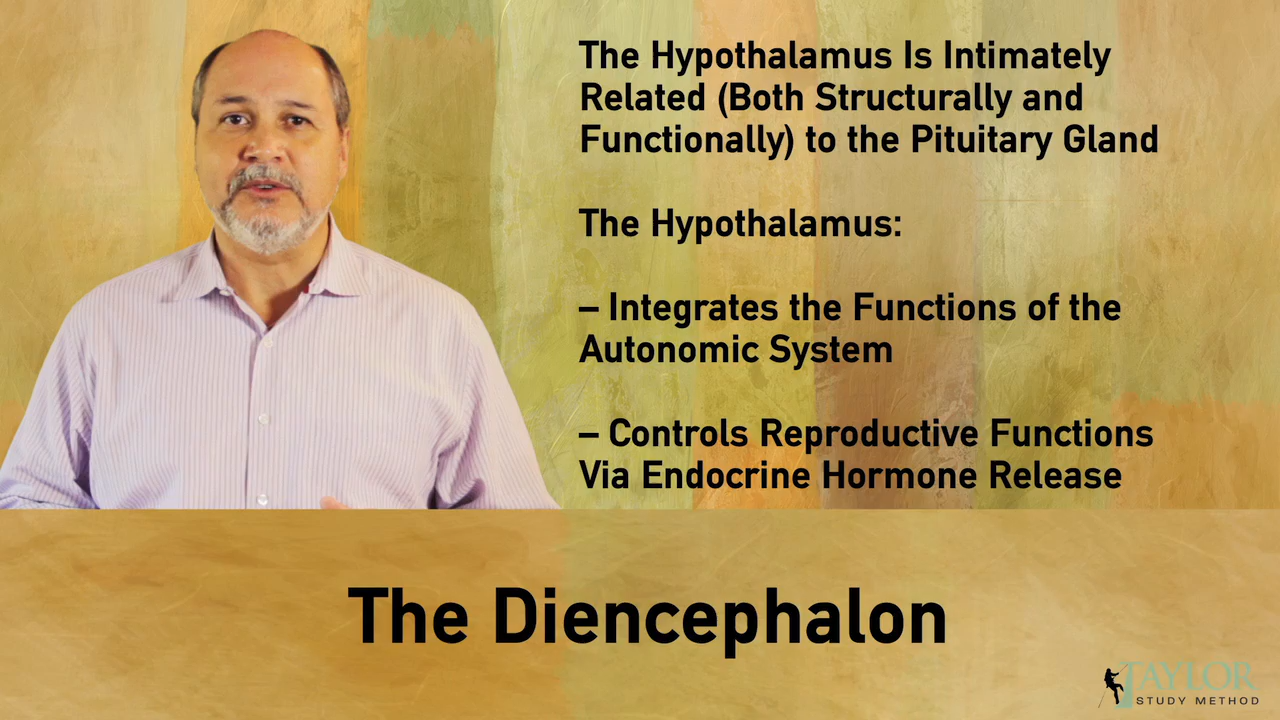 The Hypothalamus Is Intimately
Related (Both Structurally and
Functionally) to the Pituitary Gland
The Hypothalamus:
– Integrates the Functions of the
Autonomic System
– Controls Reproductive Functions
Via Endocrine Hormone Release
The Diencephalon
TAYLOR
STUDY METHOD